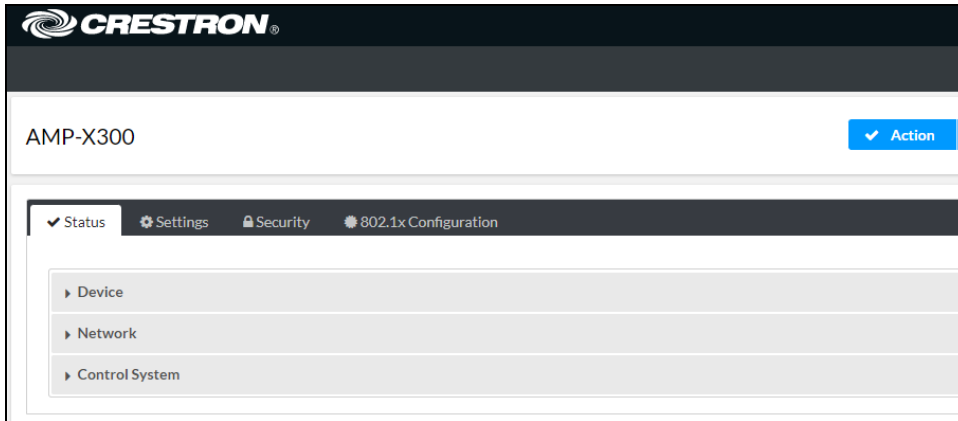 CRESTRON®
AMP-X300
Action
Status Settings Security 802.1x Configuration
Device
Network
Control System